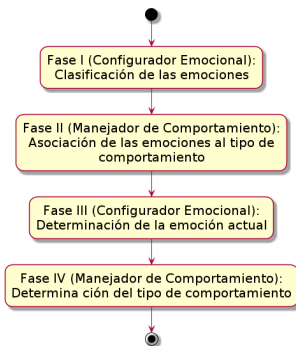 Fase I (Configurador Emocional):
Clasificación de las emociones
Fase II (Manejador de Comportamiento):
Asociación de las emociones al tipo de
comportamiento
Fase III (Configurador Emocional):
Determinación de la emoción actual
Fase IV (Manejador de Comportamiento):
Determina ción del tipo de comportamiento